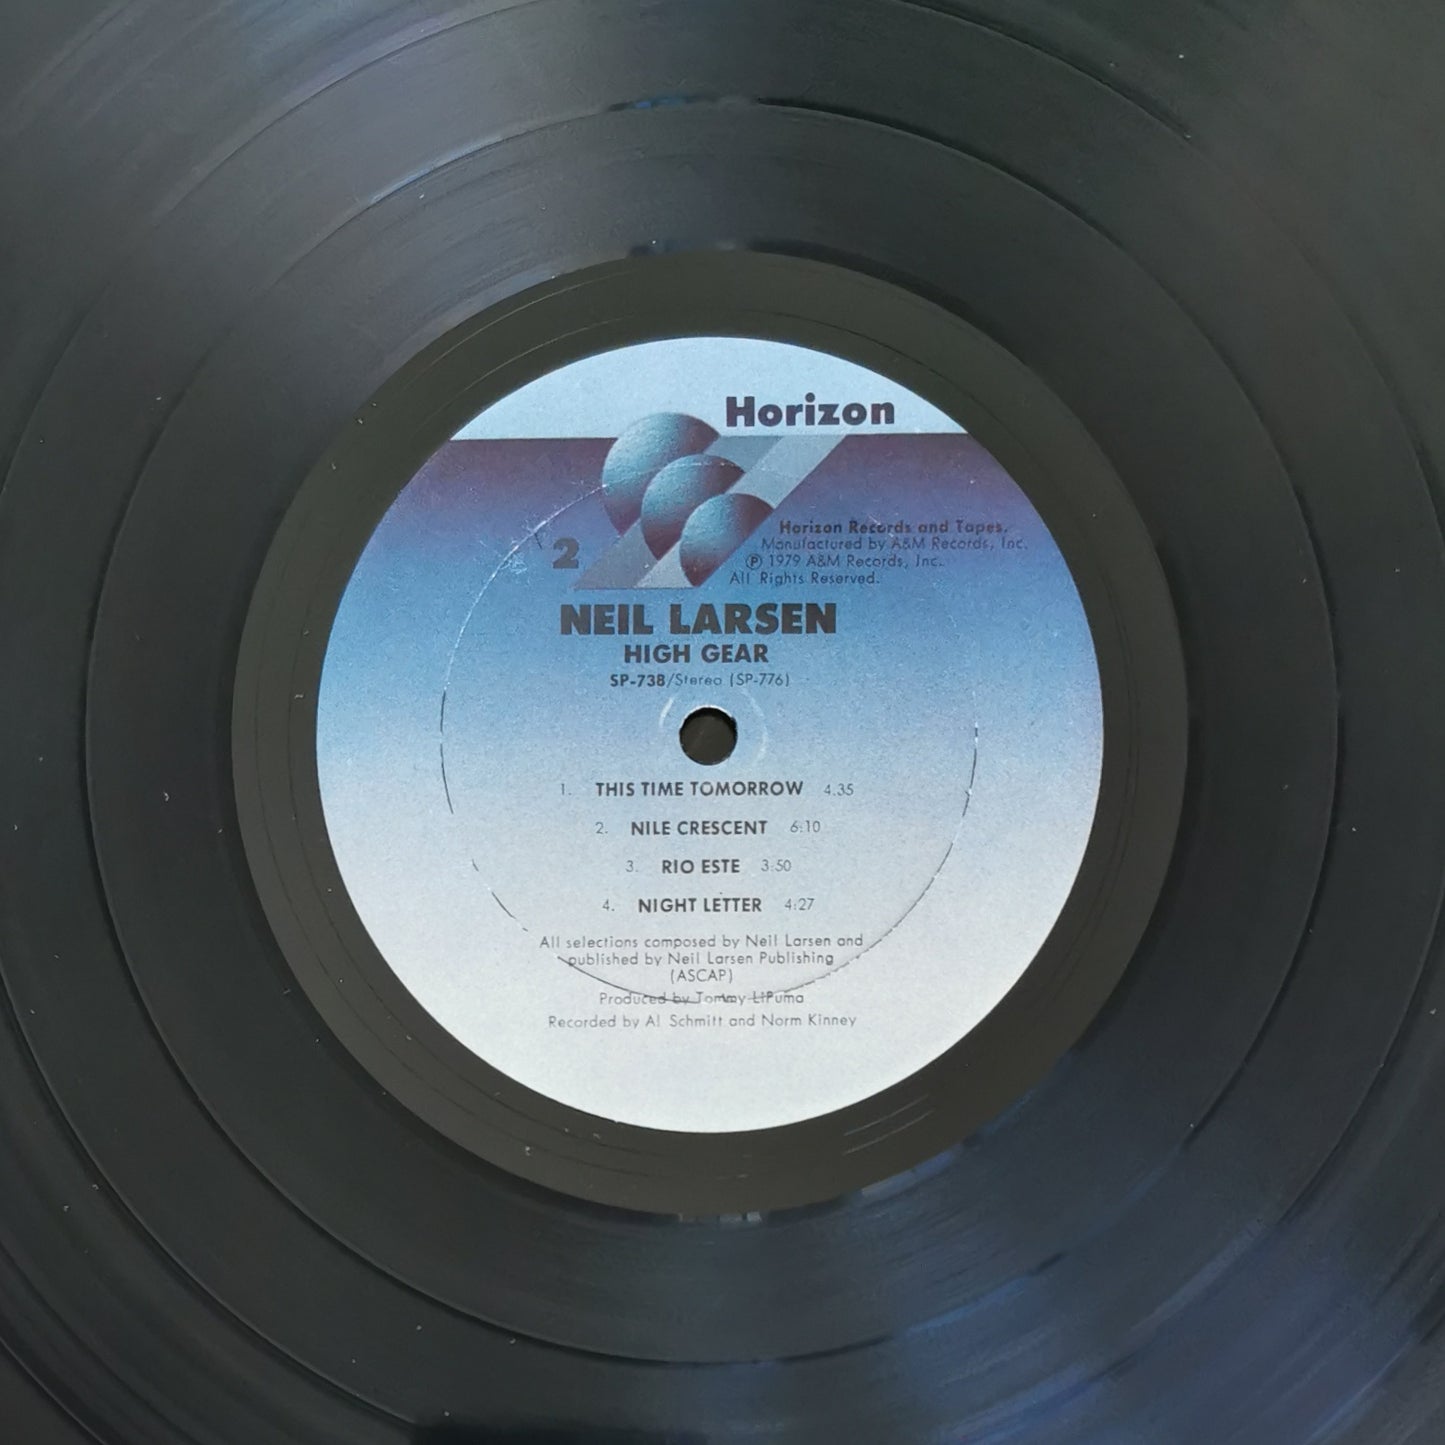 Horizon
Horizon Records and Tapes.
Manufactured by A&M Records, Inc.
℗ 1979 A&M Records, Inc.
All Rights Reserved.
2
NEIL LARSEN
HIGH GEAR
SP-738/Stereo (SP-776)
1. THIS TIME TOMORROW 4:35
2. NILE CRESCENT 6:10
3. RIO ESTE 3:50
4. NIGHT LETTER 4:27
All selections composed by Neil Larsen and
published by Neil Larsen Publishing
(ASCAP)
Produced by Tommy LiPuma
Recorded by Al Schmitt and Norm Kinney